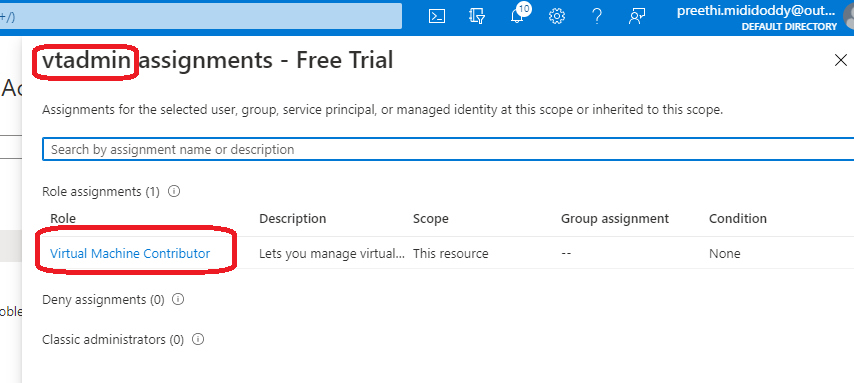 +/)
10
preethi.mididoddy@out...
DEFAULT DIRECTORY
vtadmin assignments - Free Trial
Ac
Assignments for the selected user, group, service principal, or managed identity at this scope or inherited to this scope.
Search by assignment name or description
Role assignments (1)
Role Description Scope Group assignment Condition
Virtual Machine Contributor Lets you manage virtual... This resource -- None
Deny assignments (0)
oble
Classic administrators (0)